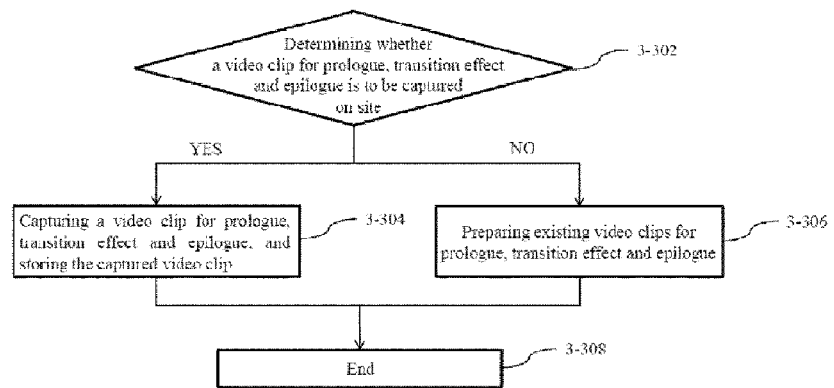 Determining whether
a video clip for prologue, transition effect
and epilogue is to be captured
on site
3-302
YES
NO
Capturing a video clip for prologue,
transition effect and epilogue, and
storing the captured video clip
3-304
Preparing existing video clips for
prologue, transition effect and epilogue
3-306
End
3-308